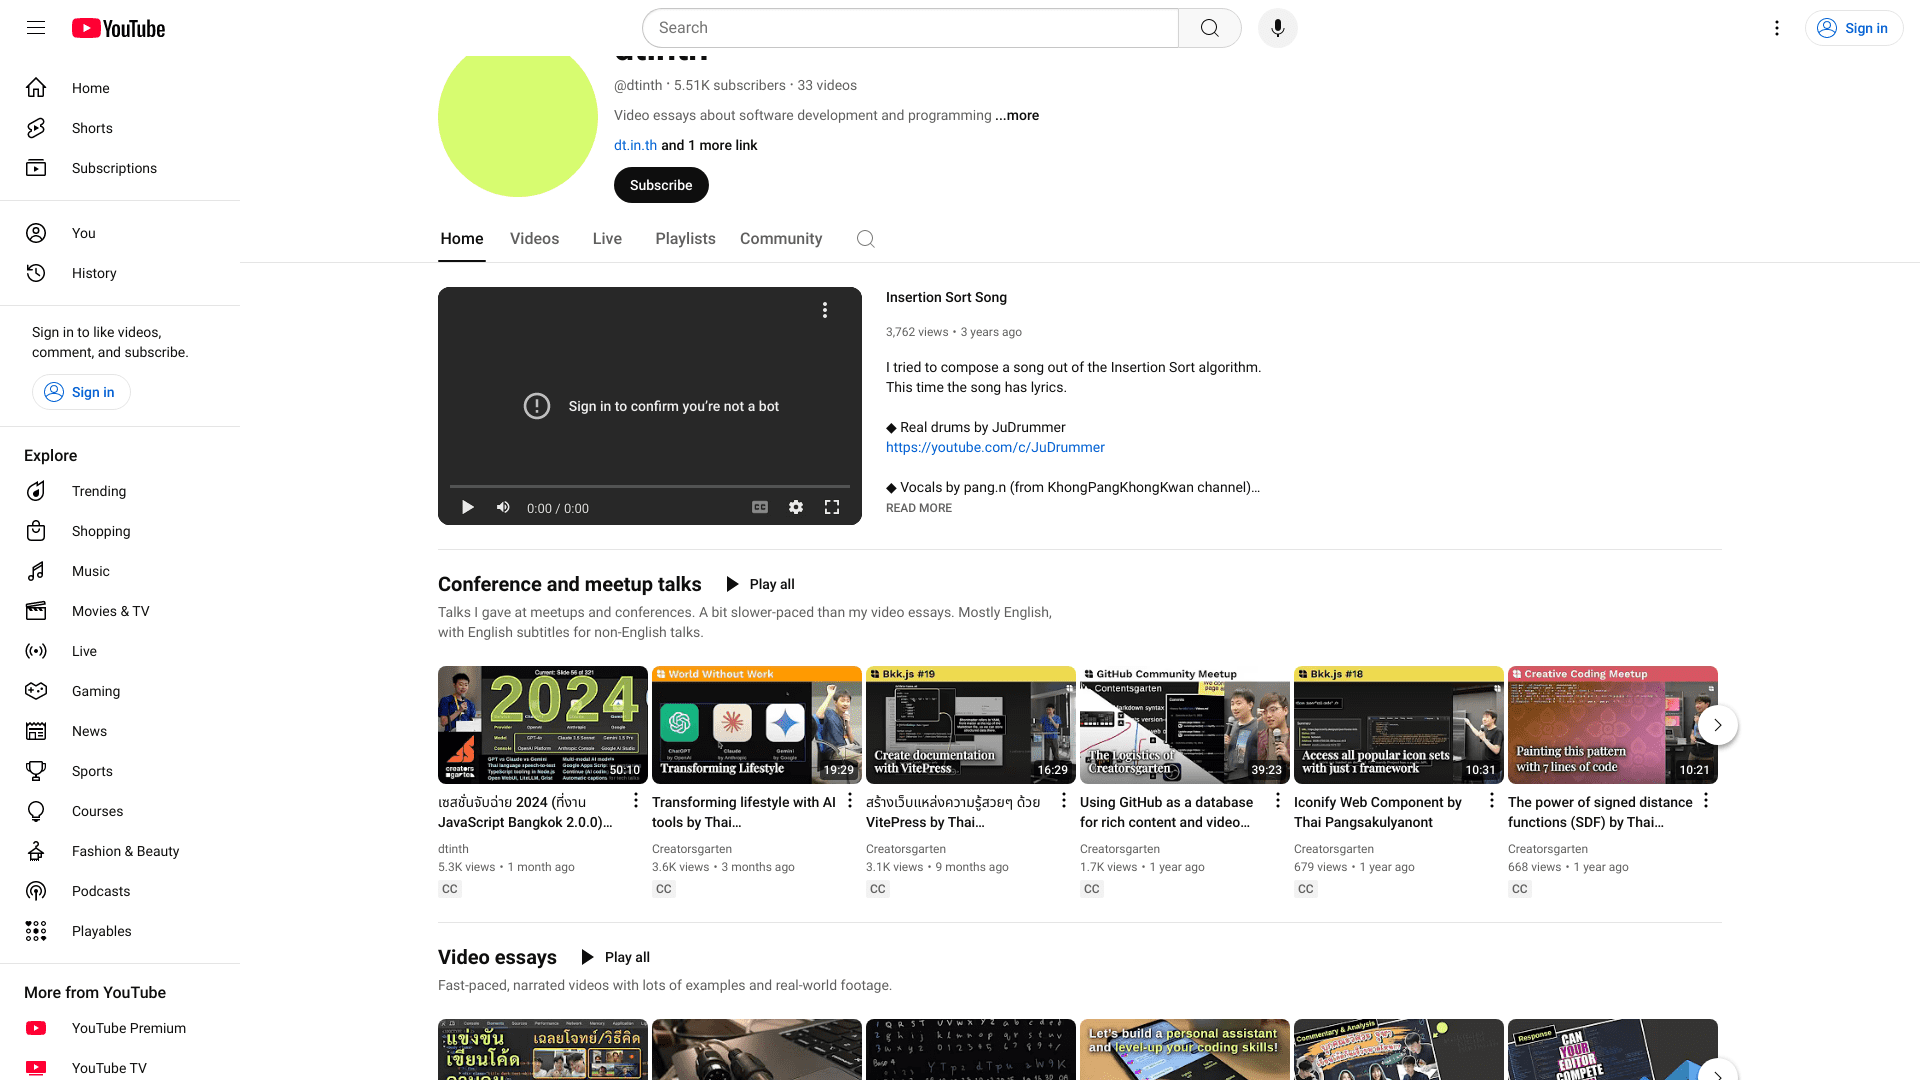 YouTube
Search
Sign in
Home
Shorts
Subscriptions
You
History
Sign in to like videos,
comment, and subscribe.
Sign in
Explore
Trending
Shopping
Music
Movies & TV
Live
Gaming
News
Sports
Courses
Fashion & Beauty
Podcasts
Playables
More from YouTube
YouTube Premium
YouTube TV
dtinth
@dtinth · 5.51K subscribers · 33 videos
Video essays about software development and programming ...more
dt.in.th and 1 more link
Subscribe
Home Videos Live Playlists Community
Sign in to confirm you're not a bot
0:00 / 0:00
Insertion Sort Song
3,762 views • 3 years ago
I tried to compose a song out of the Insertion Sort algorithm.
This time the song has lyrics.
◆ Real drums by JuDrummer
https://youtube.com/c/JuDrummer
◆ Vocals by pang.n (from KhongPangKhongKwan channel)...
READ MORE
Conference and meetup talks
Play all
Talks I gave at meetups and conferences. A bit slower-paced than my video essays. Mostly English,
with English subtitles for non-English talks.
Current: Slide 56 of 221
2024
creators
garten
50:10
เซสชั่นจับฉ่าย 2024 (ที่งาน
JavaScript Bangkok 2.0.0)...
dtinth
5.3K views • 1 month ago
CC
World Without Work
ChatGPT Claude Gemini
by OpenAI by Anthropic by Google
Transforming Lifestyle
19:29
Transforming lifestyle with AI
tools by Thai...
Creatorsgarten
3.6K views • 3 months ago
CC
Bkk.js #19
Create documentation
with VitePress
16:29
สร้างเว็บแหล่งความรู้สวยๆ ด้วย
VitePress by Thai...
Creatorsgarten
3.1K views • 9 months ago
CC
GitHub Community Meetup
Contentsgarten
The Logistics of
Creatorsgarten
39:23
Using GitHub as a database
for rich content and video...
Creatorsgarten
1.7K views • 1 year ago
CC
Bkk.js #18
Access all popular icon sets
with just 1 framework
10:31
Iconify Web Component by
Thai Pangsakulyanont
Creatorsgarten
679 views • 1 year ago
CC
Creative Coding Meetup
Painting this pattern
with 7 lines of code
10:21
The power of signed distance
functions (SDF) by Thai...
Creatorsgarten
668 views • 1 year ago
CC
Video essays
Play all
Fast-paced, narrated videos with lots of examples and real-world footage.
แข่งขัน
เขียนโค้ด
เฉลยโจทย์/วิธีคิด
Let's build a personal assistant
and level-up your coding skills!
Commentary & Analysis
Response
CAN
YOUR
EDITOR
COMPETE